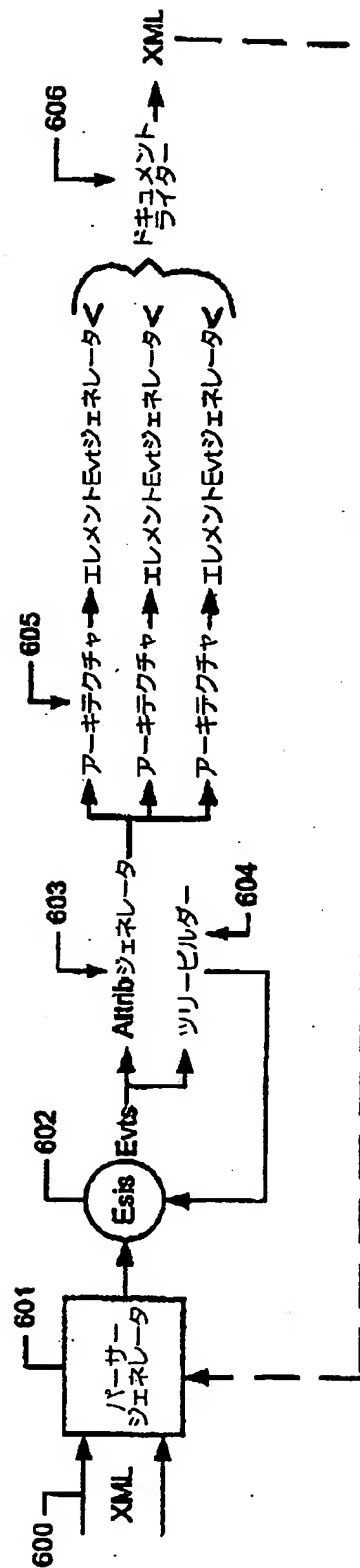 600
XML
601
パーサー
ジェネレータ
602
Esis
Evts
603
Attribジェネレータ
ツリービルダー
604
605
アーキテクチャ
エレメントEvtジェネレータ
アーキテクチャ
エレメントEvtジェネレータ
アーキテクチャ
エレメントEvtジェネレータ
606
ドキュメント
ライター
XML